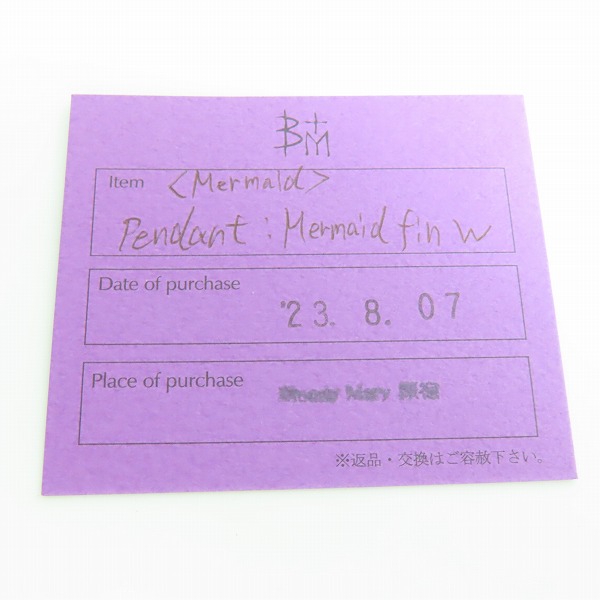 B+M
Item <Mermaid>
Pendant : Mermaid fin W
Date of purchase
'23. 8. 07
Place of purchase
Mary
※返品・交換はご容赦下さい。